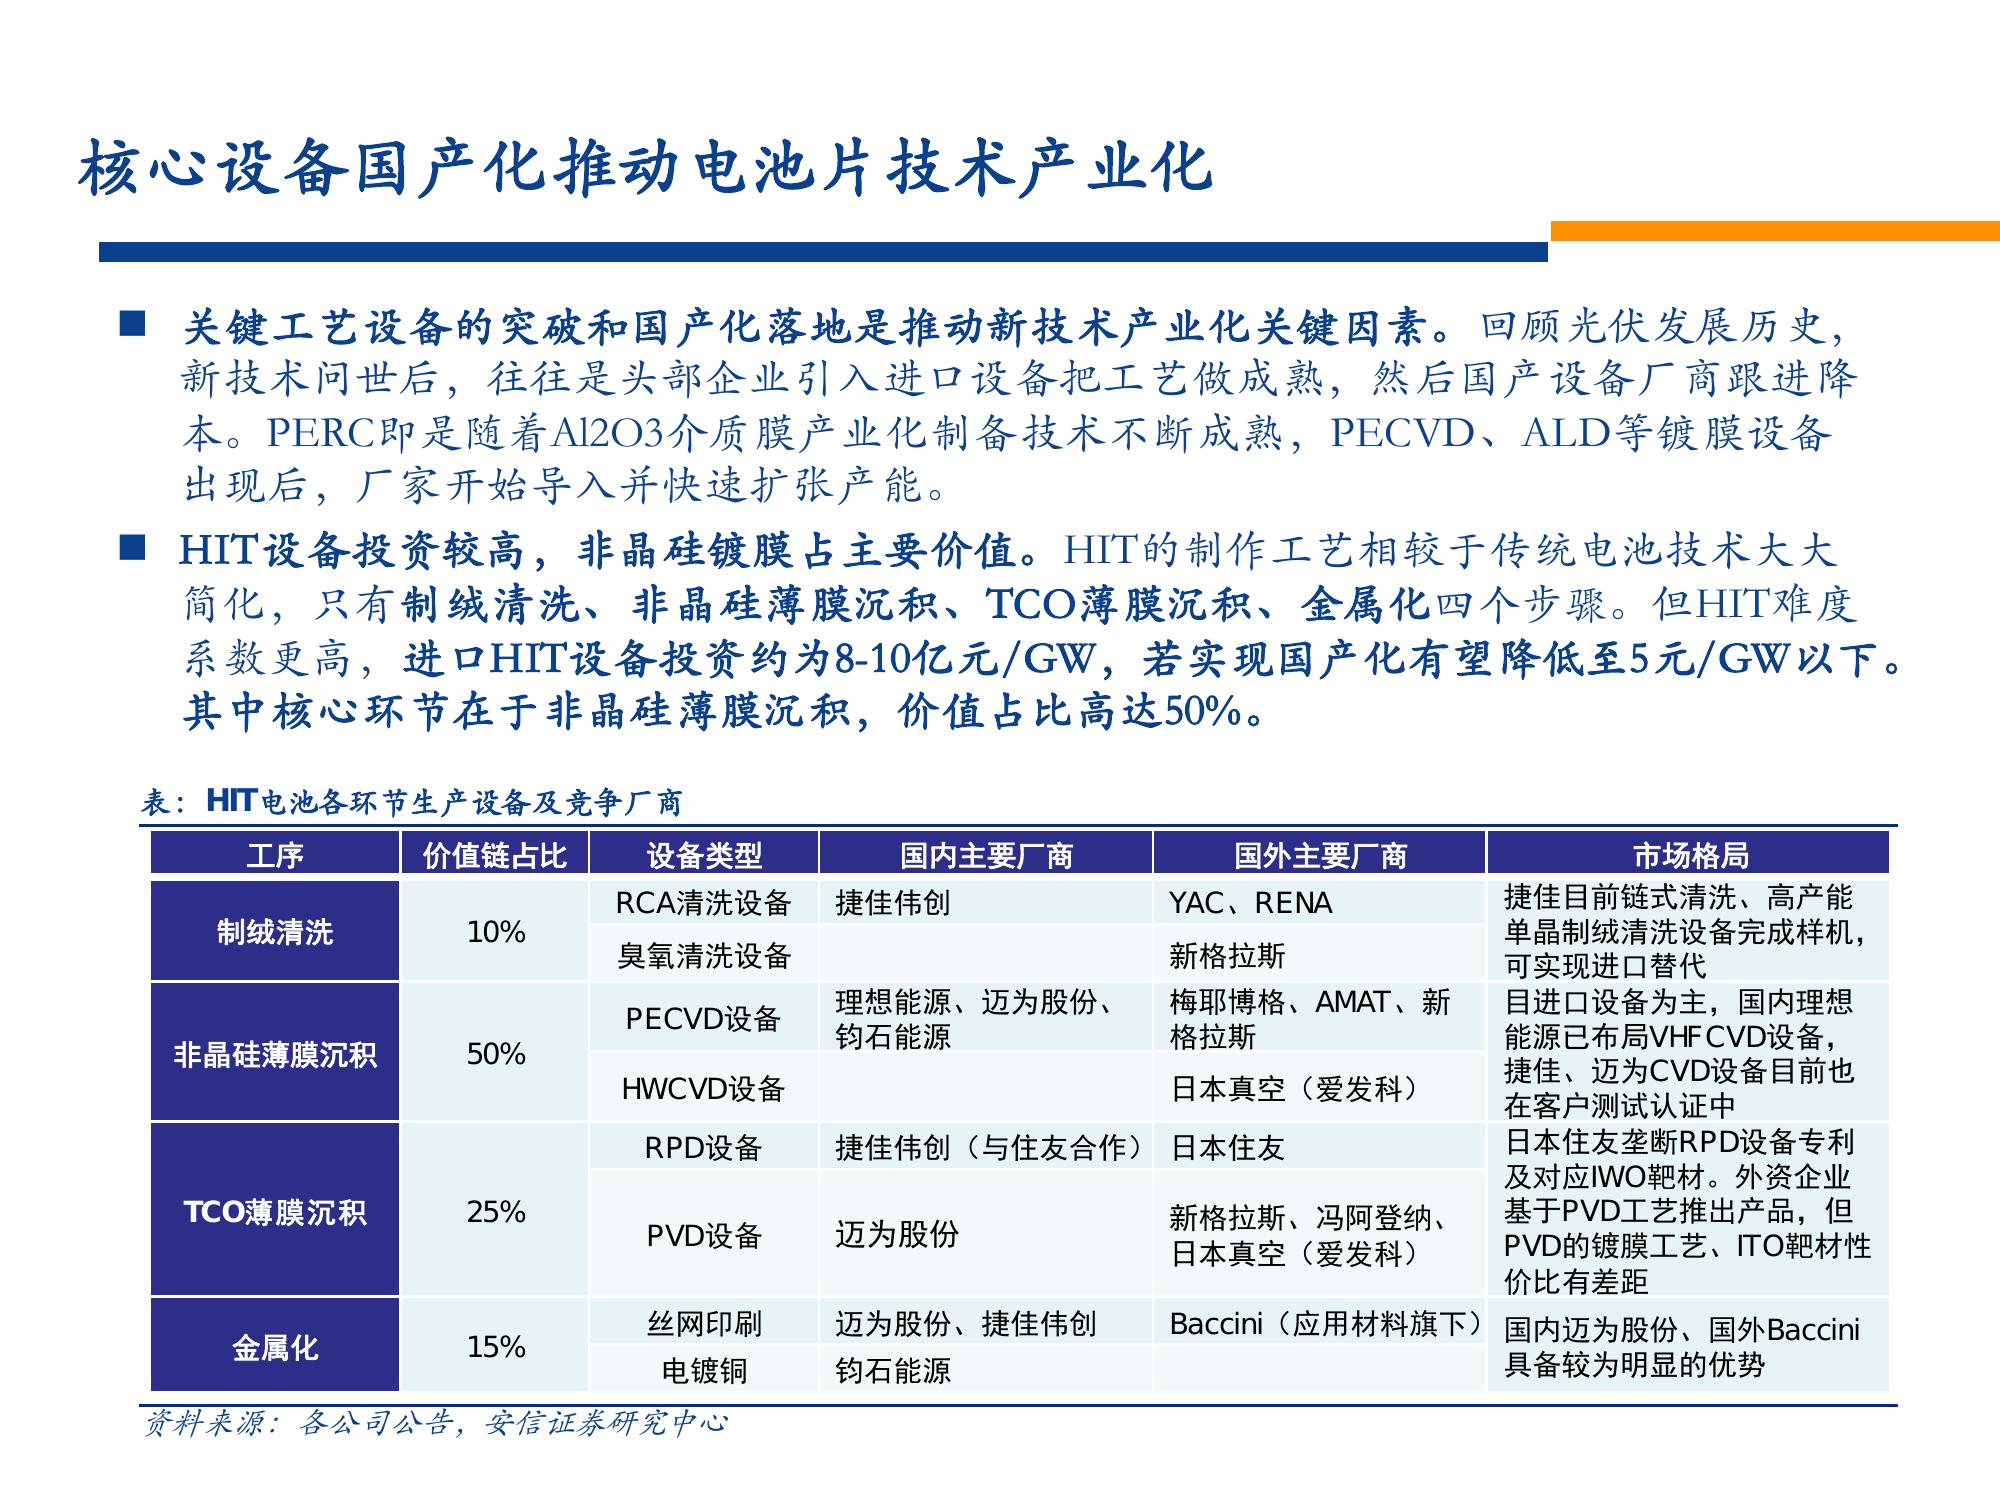 核心设备国产化推动电池片技术产业化
■ 关键工艺设备的突破和国产化落地是推动新技术产业化关键因素。回顾光伏发展历史，
新技术问世后，往往是头部企业引入进口设备把工艺做成熟，然后国产设备厂商跟进降
本。PERC即是随着Al2O3介质膜产业化制备技术不断成熟，PECVD、ALD等镀膜设备
出现后，厂家开始导入并快速扩张产能。
■ HIT设备投资较高，非晶硅镀膜占主要价值。HIT的制作工艺相较于传统电池技术大大
简化，只有制绒清洗、非晶硅薄膜沉积、TCO薄膜沉积、金属化四个步骤。但HIT难度
系数更高，进口HIT设备投资约为8-10亿元/GW，若实现国产化有望降低至5元/GW以下。
其中核心环节在于非晶硅薄膜沉积，价值占比高达50%。
表：HIT电池各环节生产设备及竞争厂商
工序 价值链占比 设备类型 国内主要厂商 国外主要厂商 市场格局
制绒清洗 10%
RCA清洗设备 捷佳伟创 YAC、RENA
臭氧清洗设备 新格拉斯
捷佳目前链式清洗、高产能
单晶制绒清洗设备完成样机，
可实现进口替代
非晶硅薄膜沉积 50%
PECVD设备
理想能源、迈为股份、
钧石能源
梅耶博格、AMAT、新
格拉斯
HWCVD设备 日本真空（爱发科）
目进口设备为主，国内理想
能源已布局VHFCVD设备，
捷佳、迈为CVD设备目前也
在客户测试认证中
TCO薄膜沉积 25%
RPD设备 捷佳伟创（与住友合作） 日本住友
PVD设备 迈为股份
新格拉斯、冯阿登纳、
日本真空（爱发科）
日本住友垄断RPD设备专利
及对应IWO靶材。外资企业
基于PVD工艺推出产品，但
PVD的镀膜工艺、ITO靶材性
价比有差距
金属化 15%
丝网印刷 迈为股份、捷佳伟创 Baccini（应用材料旗下）
电镀铜 钧石能源
国内迈为股份、国外Baccini
具备较为明显的优势
资料来源：各公司公告，安信证券研究中心